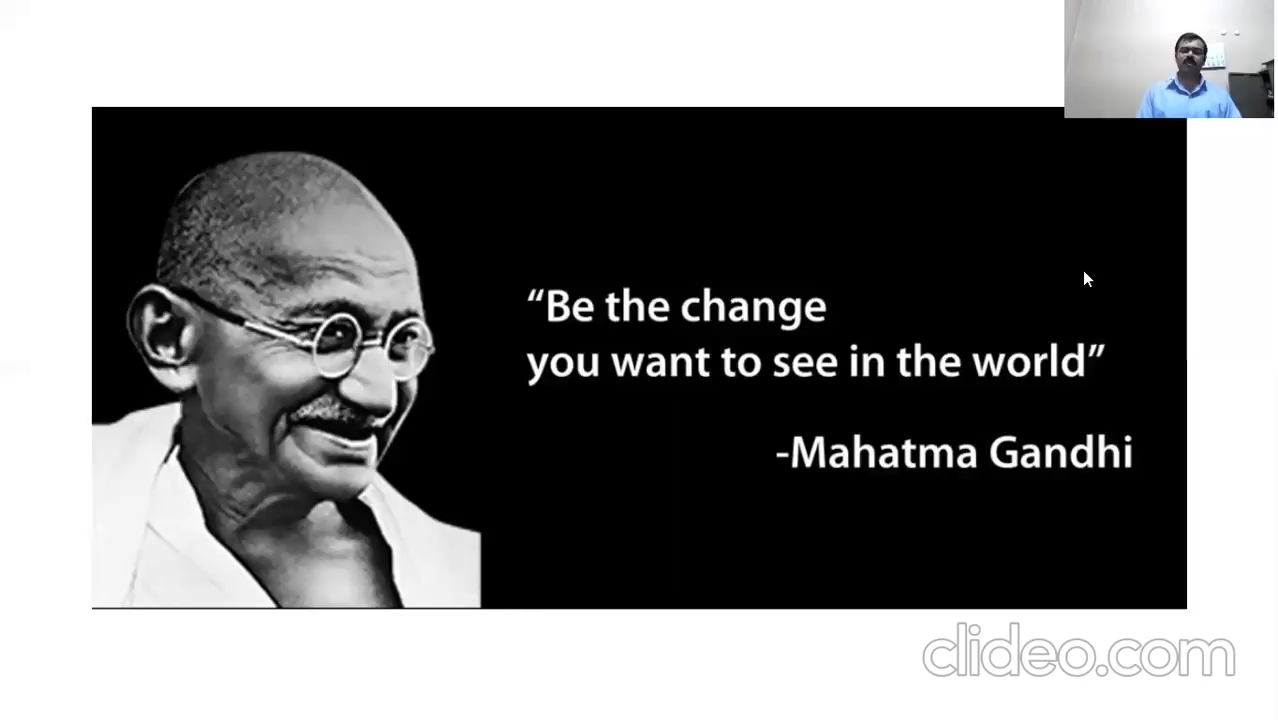 “Be the change
you want to see in the world”
-Mahatma Gandhi
clideo.com